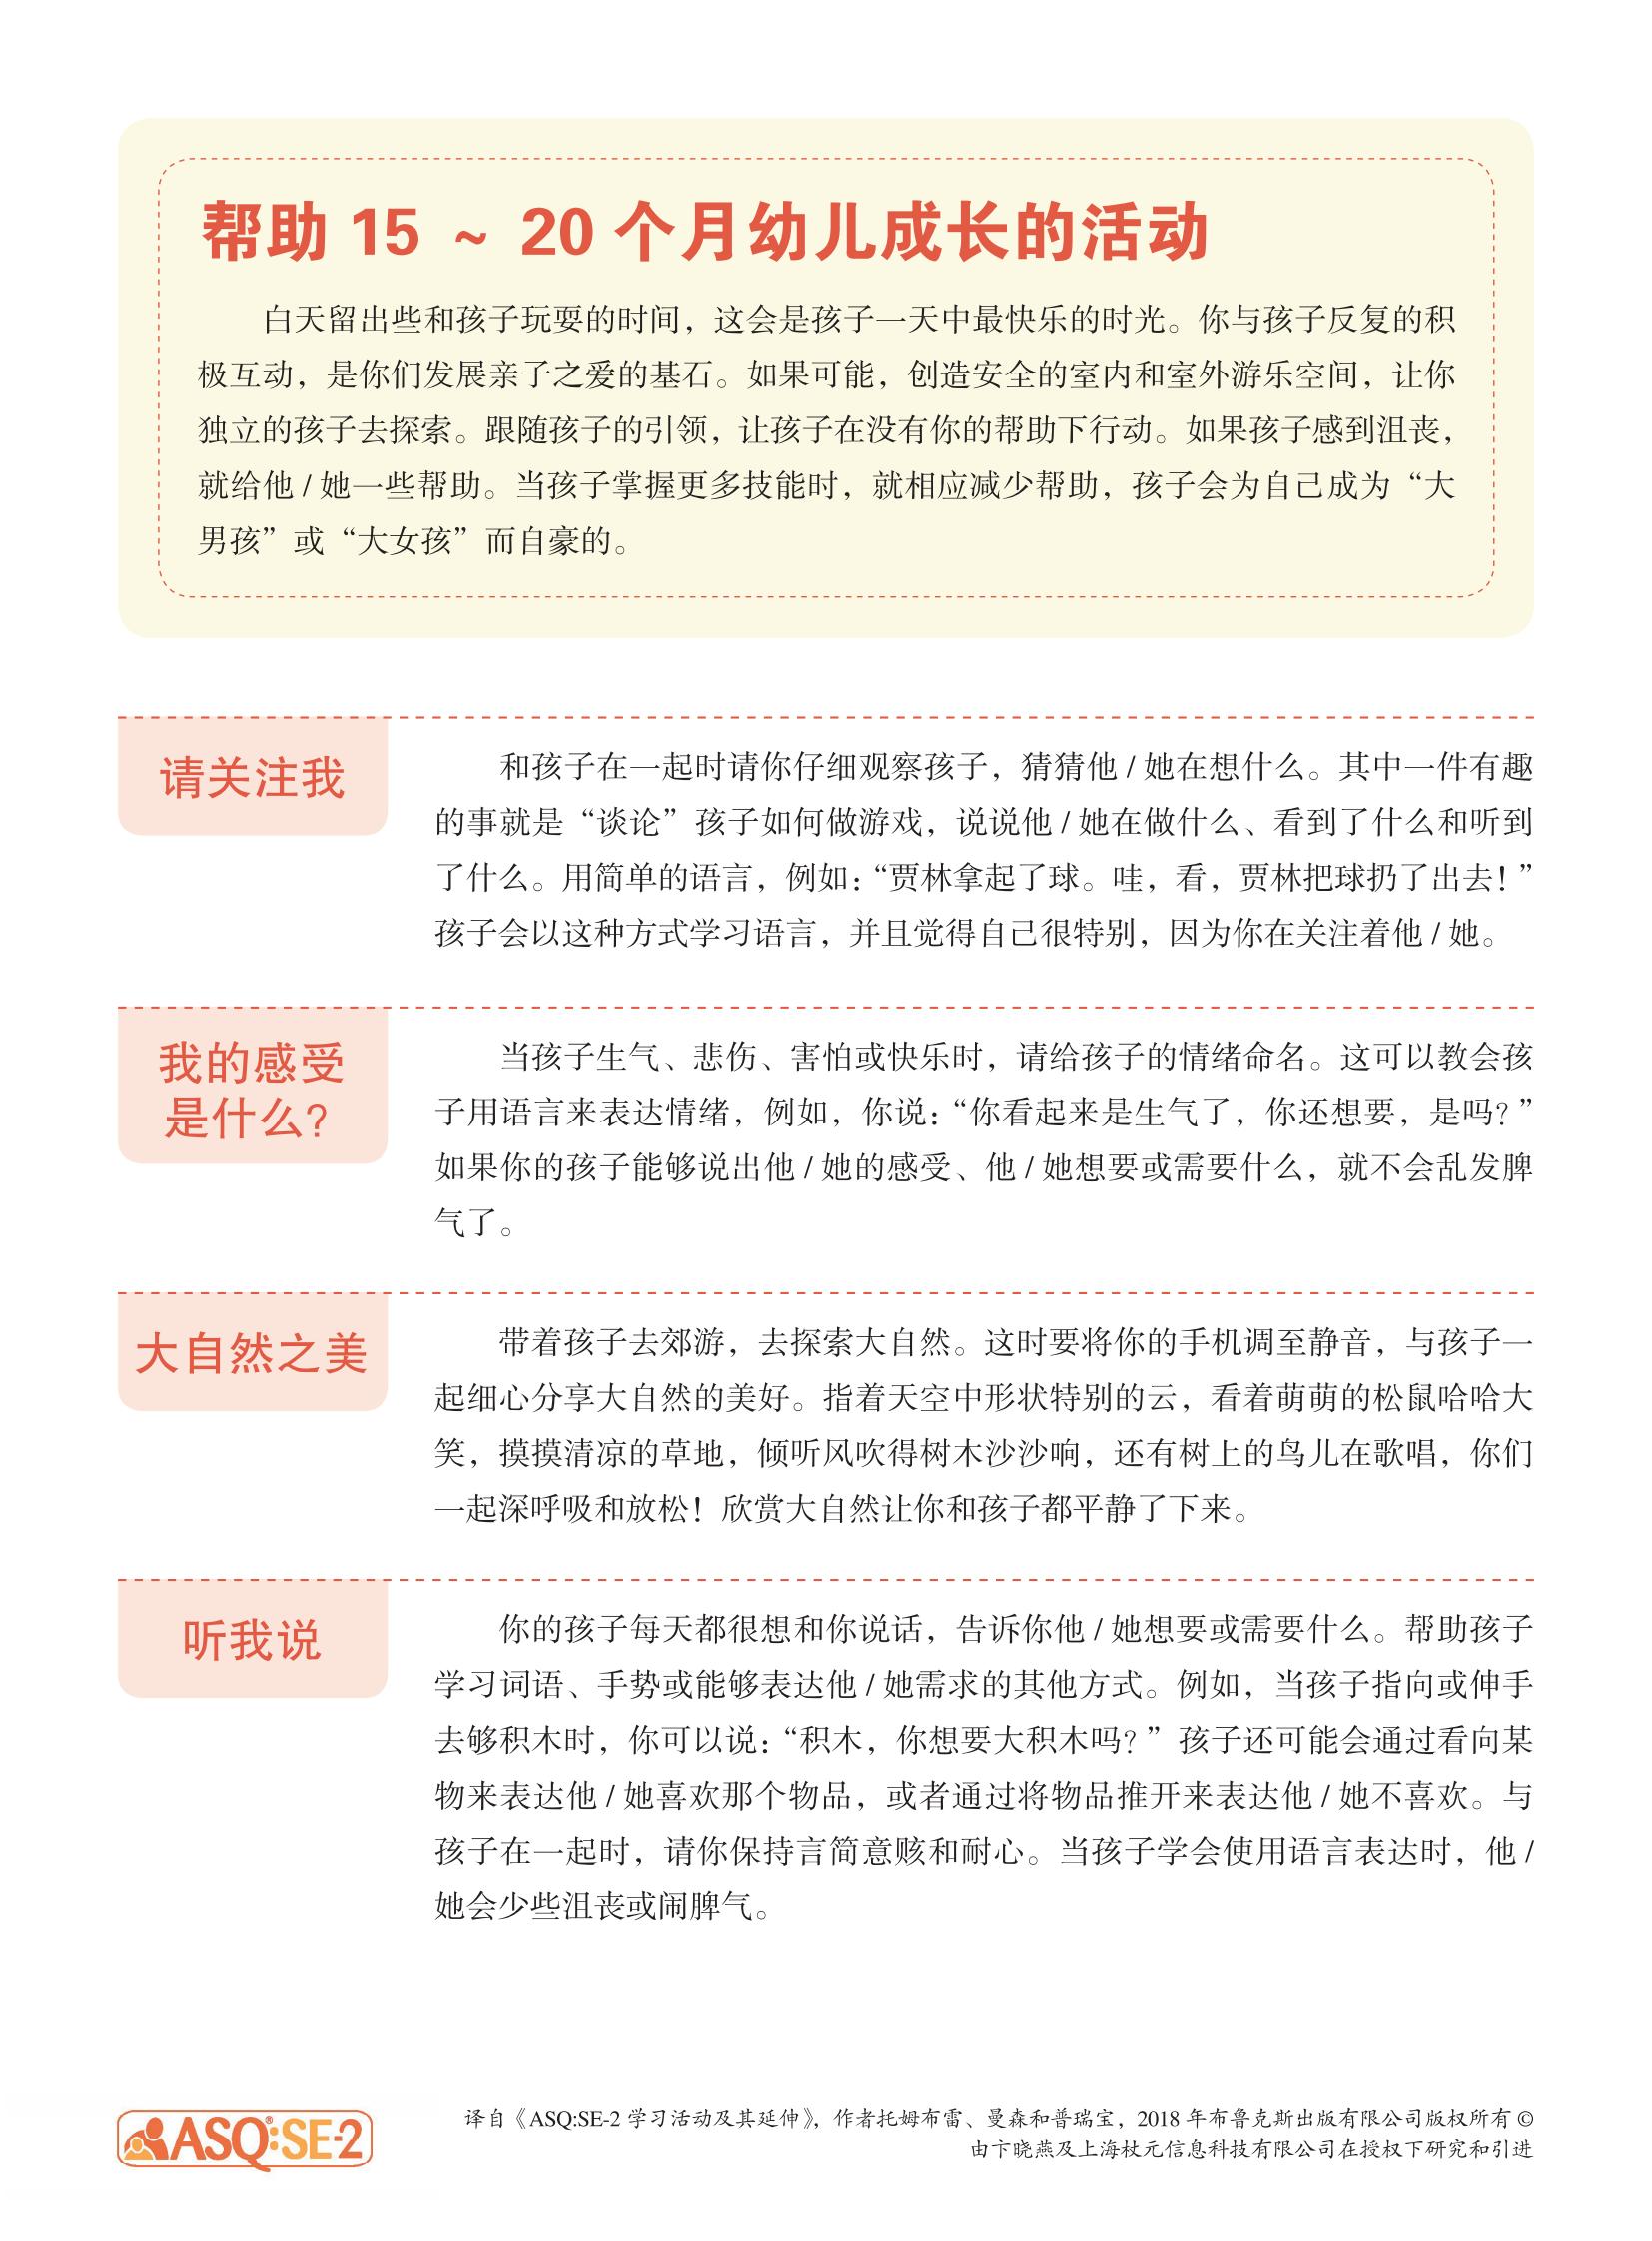 帮助 15 ~ 20 个月幼儿成长的活动
白天留出些和孩子玩耍的时间，这会是孩子一天中最快乐的时光。你与孩子反复的积
极互动，是你们发展亲子之爱的基石。如果可能，创造安全的室内和室外游乐空间，让你
独立的孩子去探索。跟随孩子的引领，让孩子在没有你的帮助下行动。如果孩子感到沮丧，
就给他 / 她一些帮助。当孩子掌握更多技能时，就相应减少帮助，孩子会为自己成为“大
男孩”或“大女孩”而自豪的。
请关注我
和孩子在一起时请你仔细观察孩子，猜猜他 / 她在想什么。其中一件有趣
的事就是“谈论”孩子如何做游戏，说说他 / 她在做什么、看到了什么和听到
了什么。用简单的语言，例如：“贾林拿起了球。哇，看，贾林把球扔了出去！”
孩子会以这种方式学习语言，并且觉得自己很特别，因为你在关注着他 / 她。
我的感受
是什么？
当孩子生气、悲伤、害怕或快乐时，请给孩子的情绪命名。这可以教会孩
子用语言来表达情绪，例如，你说：“你看起来是生气了，你还想要，是吗？”
如果你的孩子能够说出他 / 她的感受、他 / 她想要或需要什么，就不会乱发脾
气了。
大自然之美
带着孩子去郊游，去探索大自然。这时要将你的手机调至静音，与孩子一
起细心分享大自然的美好。指着天空中形状特别的云，看着萌萌的松鼠哈哈大
笑，摸摸清凉的草地，倾听风吹得树木沙沙响，还有树上的鸟儿在歌唱，你们
一起深呼吸和放松！欣赏大自然让你和孩子都平静了下来。
听我说
你的孩子每天都很想和你说话，告诉你他 / 她想要或需要什么。帮助孩子
学习词语、手势或能够表达他 / 她需求的其他方式。例如，当孩子指向或伸手
去够积木时，你可以说：“积木，你想要大积木吗？”孩子还可能会通过看向某
物来表达他 / 她喜欢那个物品，或者通过将物品推开来表达他 / 她不喜欢。与
孩子在一起时，请你保持言简意赅和耐心。当孩子学会使用语言表达时，他 /
她会少些沮丧或闹脾气。
ASQ®:SE-2
译自《ASQ:SE-2 学习活动及其延伸》，作者托姆布雷、曼森和普瑞宝，2018 年布鲁克斯出版有限公司版权所有 ©
由卞晓燕及上海杖元信息科技有限公司在授权下研究和引进